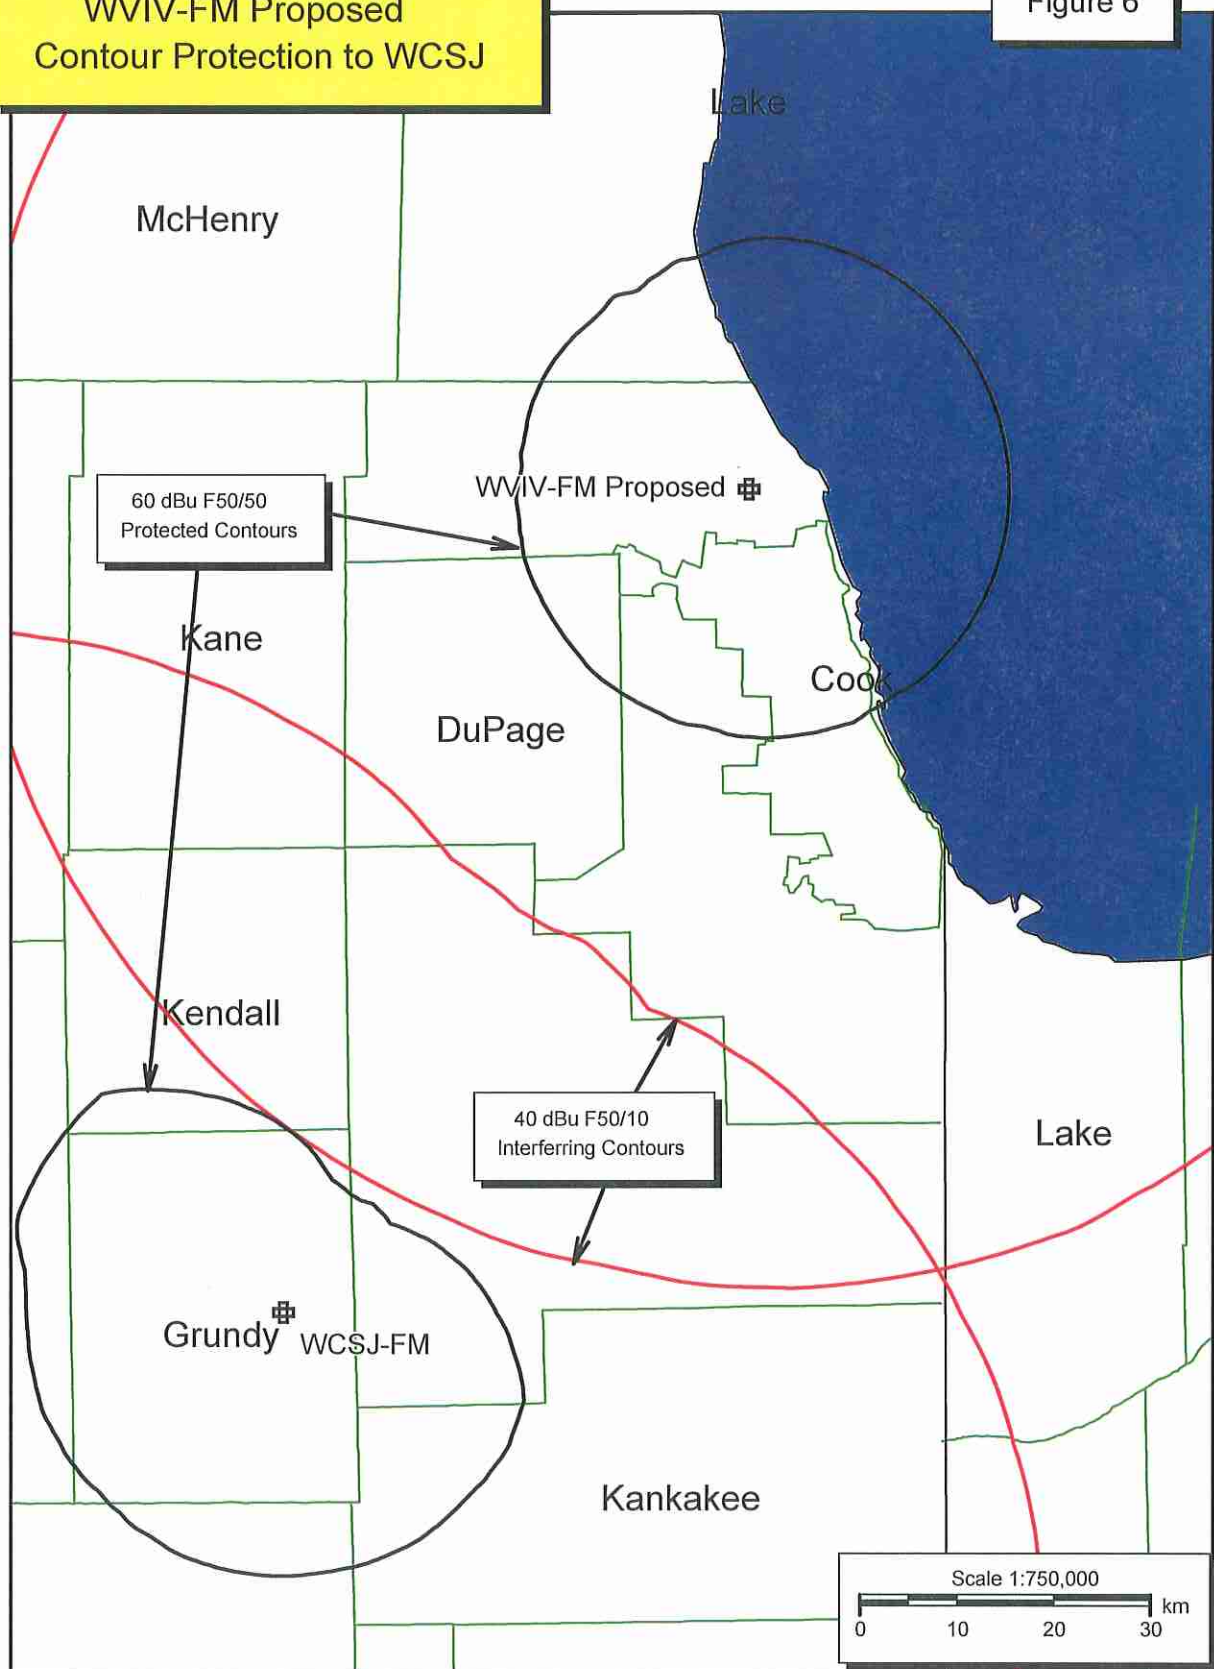 WVIV-FM Proposed
Contour Protection to WCSJ
Figure 6
Lake
McHenry
WVIV-FM Proposed
60 dBu F50/50
Protected Contours
Kane
Cook
DuPage
Kendall
40 dBu F50/10
Interferring Contours
Lake
Grundy
WCSJ-FM
Kankakee
Scale 1:750,000
km
0 10 20 30